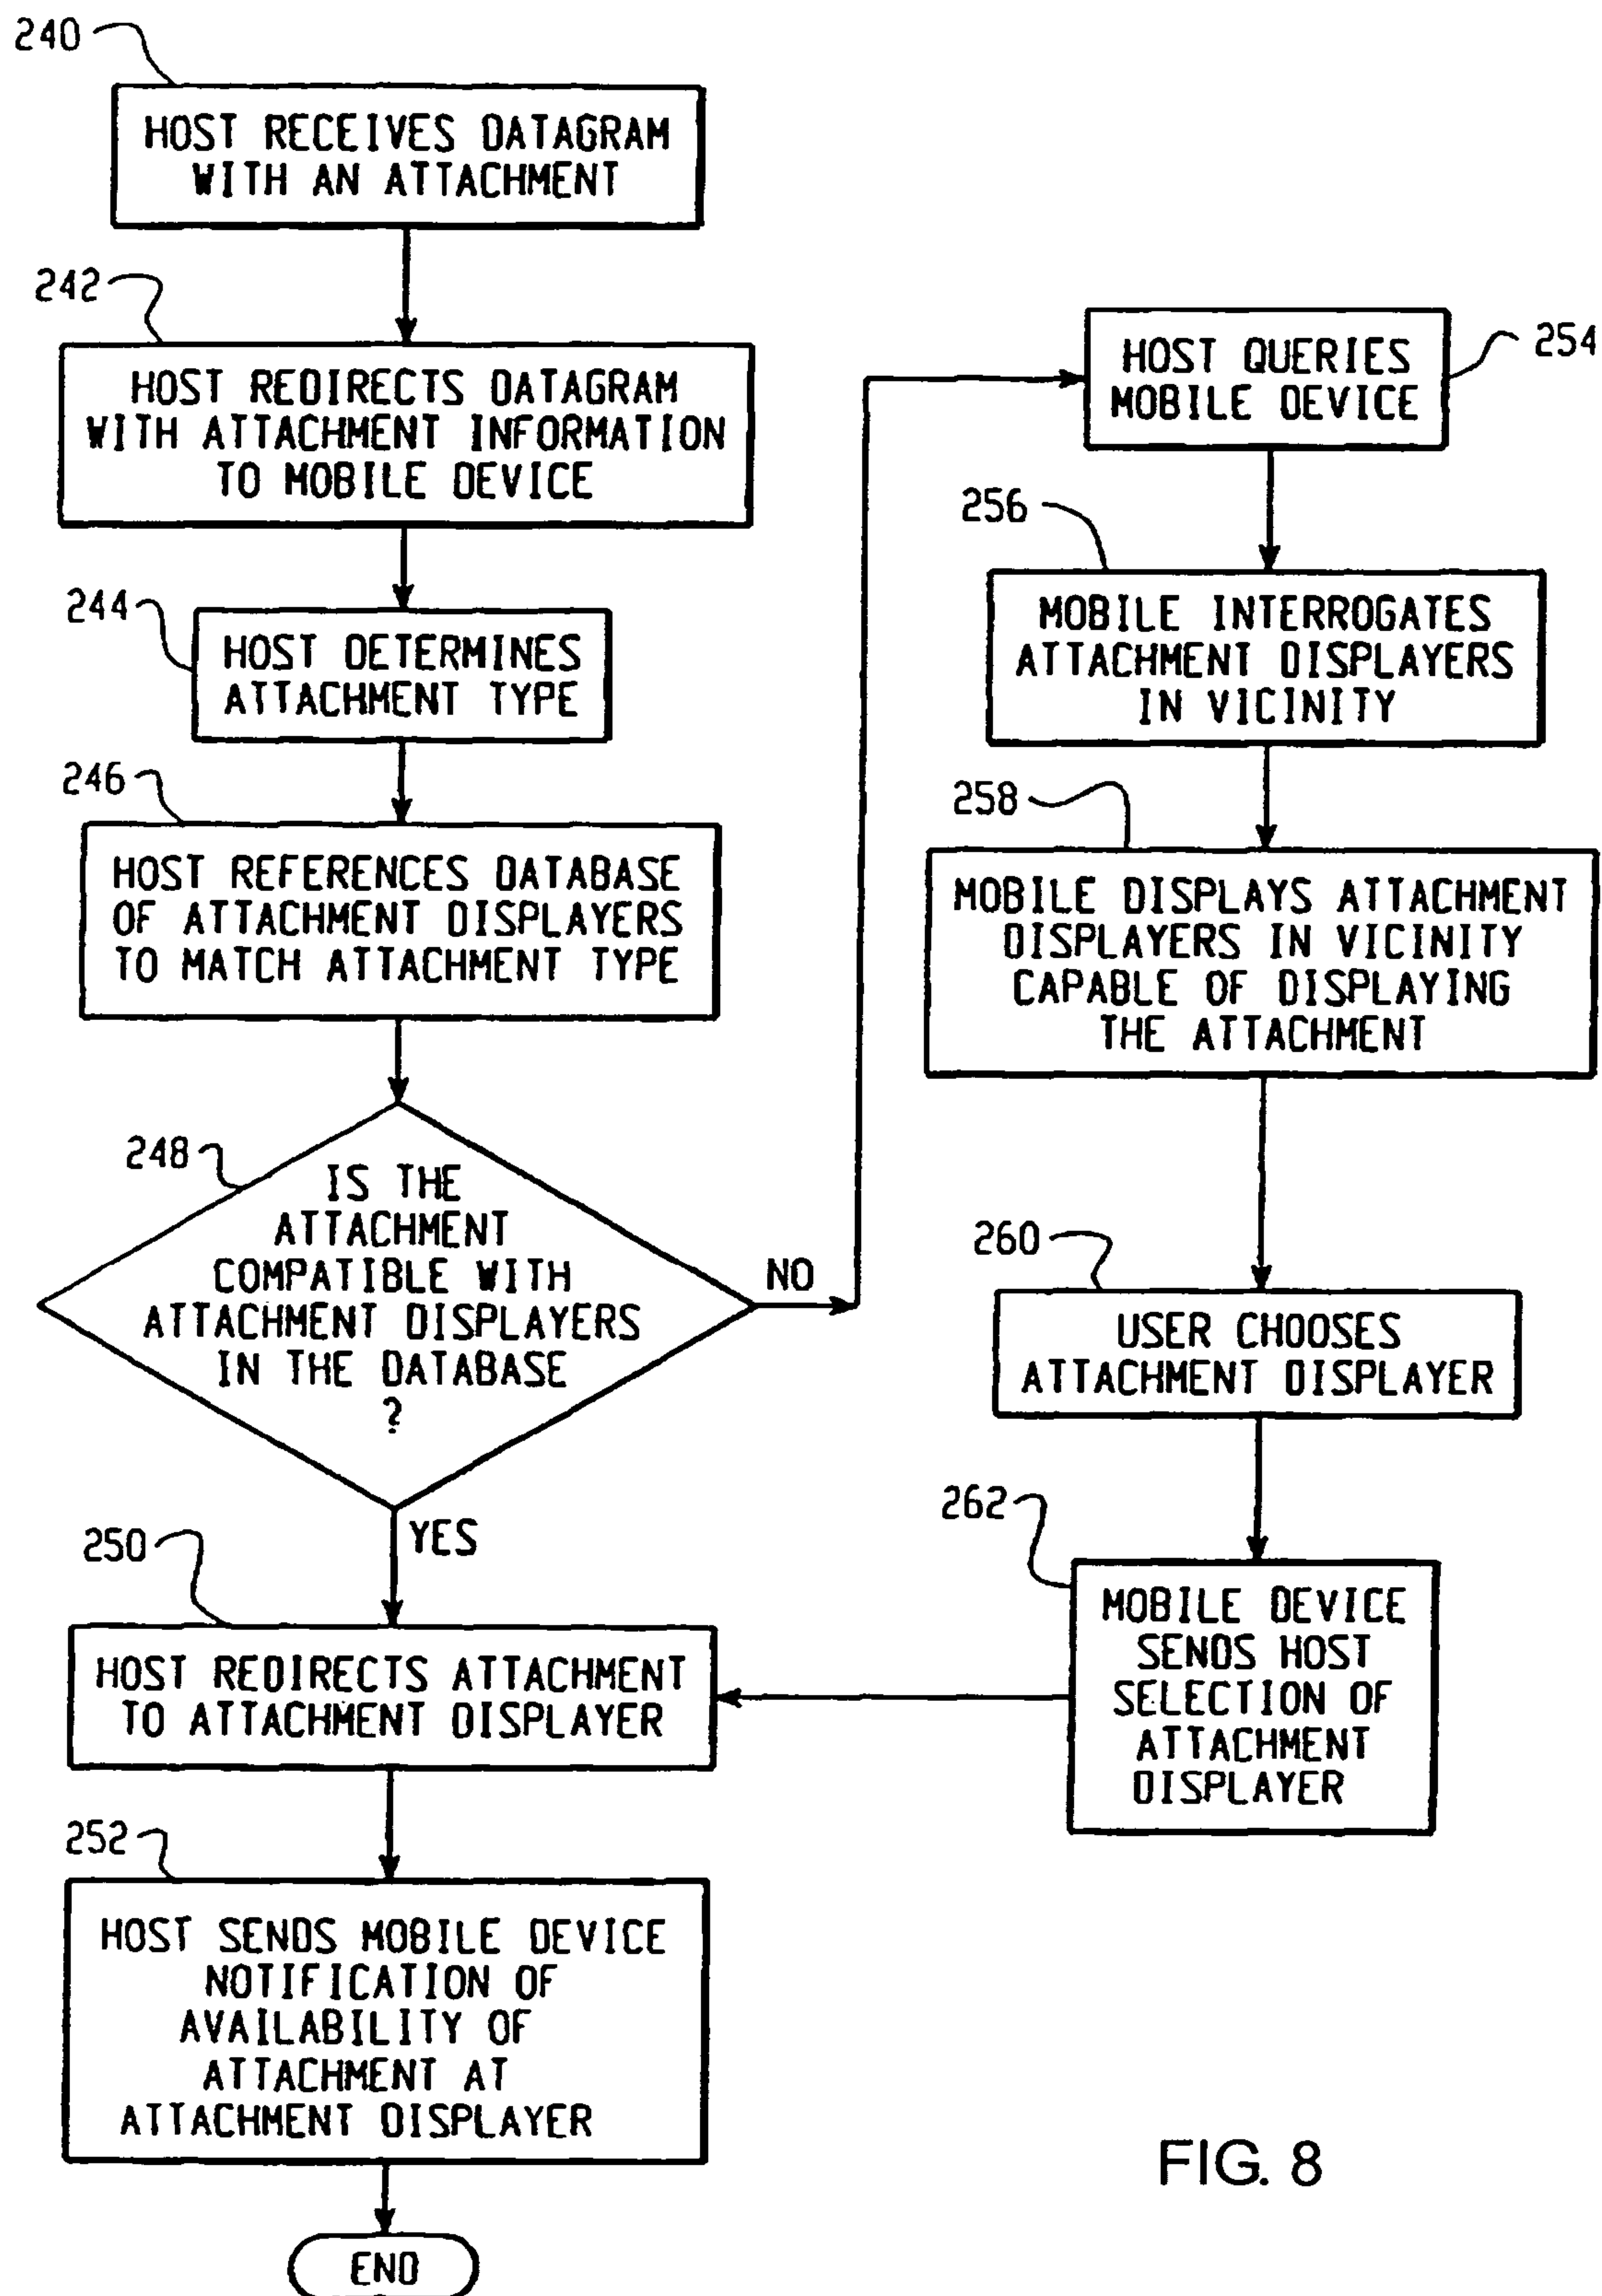 240
HOST RECEIVES DATAGRAM
WITH AN ATTACHMENT
242
HOST REDIRECTS DATAGRAM
WITH ATTACHMENT INFORMATION
TO MOBILE DEVICE
244
HOST DETERMINES
ATTACHMENT TYPE
246
HOST REFERENCES DATABASE
OF ATTACHMENT DISPLAYERS
TO MATCH ATTACHMENT TYPE
248
IS THE
ATTACHMENT
COMPATIBLE WITH
ATTACHMENT DISPLAYERS
IN THE DATABASE
?
NO
YES
250
HOST REDIRECTS ATTACHMENT
TO ATTACHMENT DISPLAYER
252
HOST SENDS MOBILE DEVICE
NOTIFICATION OF
AVAILABILITY OF
ATTACHMENT AT
ATTACHMENT DISPLAYER
END
254
HOST QUERIES
MOBILE DEVICE
256
MOBILE INTERROGATES
ATTACHMENT DISPLAYERS
IN VICINITY
258
MOBILE DISPLAYS ATTACHMENT
DISPLAYERS IN VICINITY
CAPABLE OF DISPLAYING
THE ATTACHMENT
260
USER CHOOSES
ATTACHMENT DISPLAYER
262
MOBILE DEVICE
SENDS HOST
SELECTION OF
ATTACHMENT
DISPLAYER
FIG. 8